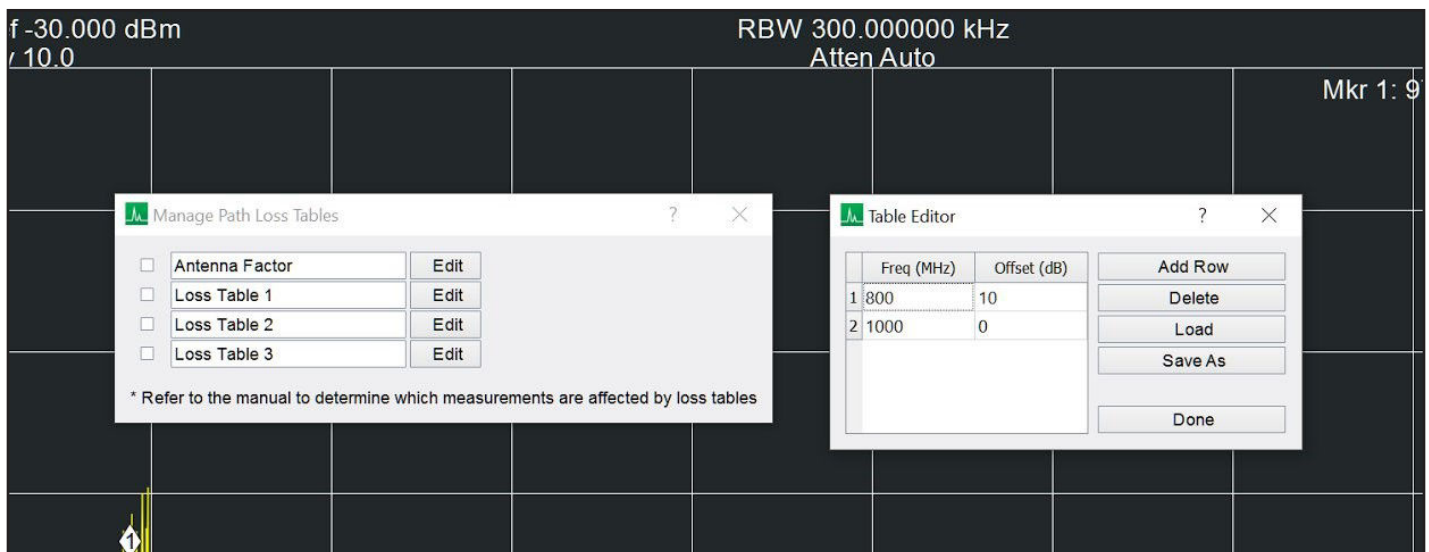 f -30.000 dBm RBW 300.000000 kHz
/ 10.0 Atten Auto
Mkr 1: 9
Manage Path Loss Tables ?
Antenna Factor Edit
Loss Table 1 Edit
Loss Table 2 Edit
Loss Table 3 Edit
* Refer to the manual to determine which measurements are affected by loss tables
Table Editor ?
Freq (MHz) Offset (dB)
1 800 10
2 1000 0
Add Row
Delete
Load
Save As
Done
1